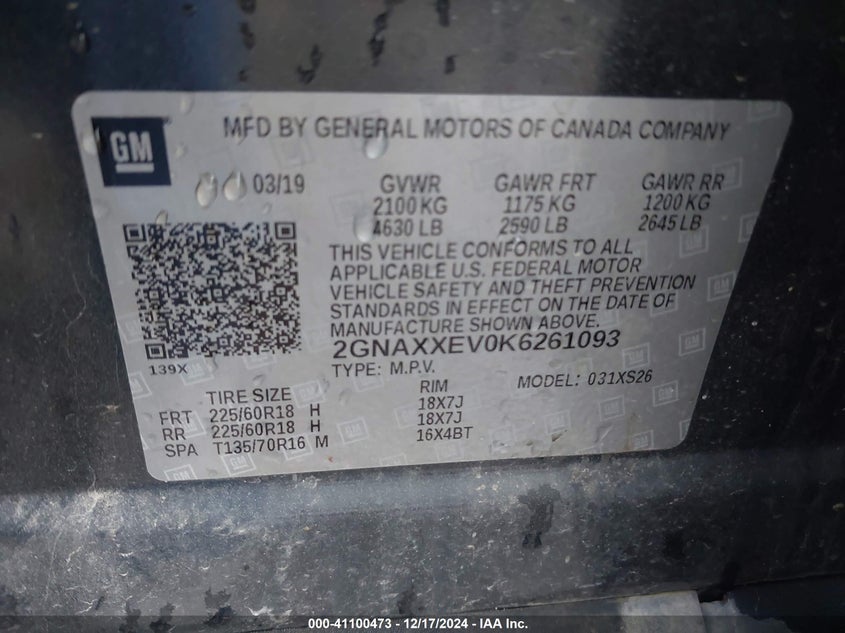 GM
MFD BY GENERAL MOTORS OF CANADA COMPANY
03/19 GVWR GAWR FRT GAWR RR
2100 KG 1175 KG 1200 KG
4630 LB 2590 LB 2645 LB
THIS VEHICLE CONFORMS TO ALL
APPLICABLE U.S. FEDERAL MOTOR
VEHICLE SAFETY AND THEFT PREVENTION
STANDARDS IN EFFECT ON THE DATE OF
MANUFACTURE SHOWN ABOVE.
139X
2GNAXXEV0K6261093
TYPE: M.P.V. MODEL: 031XS26
TIRE SIZE RIM
FRT 225/60R18 H 18X7J
RR 225/60R18 H 18X7J
SPA T135/70R16 M 16X4BT
000-41100473 - 12/17/2024 - IAA Inc.